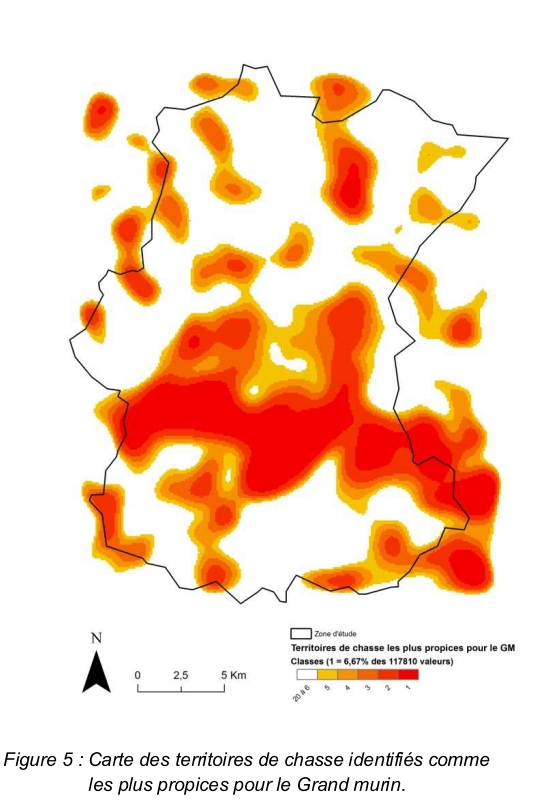 N
0 2,5 5 Km
Zone d'étude
Territoires de chasse les plus propices pour le GM
Classes (1 = 6,67% des 117810 valeurs)
20 à 6 5 4 3 2 1
Figure 5 : Carte des territoires de chasse identifiés comme
les plus propices pour le Grand murin.